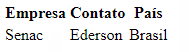 Empresa Contato País
Senac Ederson Brasil